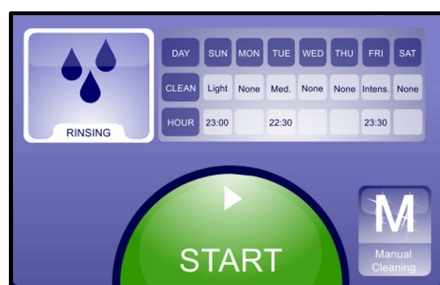 DAY SUN MON TUE WED THU FRI SAT
CLEAN Light None Med. None None Intens. None
HOUR 23:00 22:30 23:30
RINSING
START
M
Manual
Cleaning